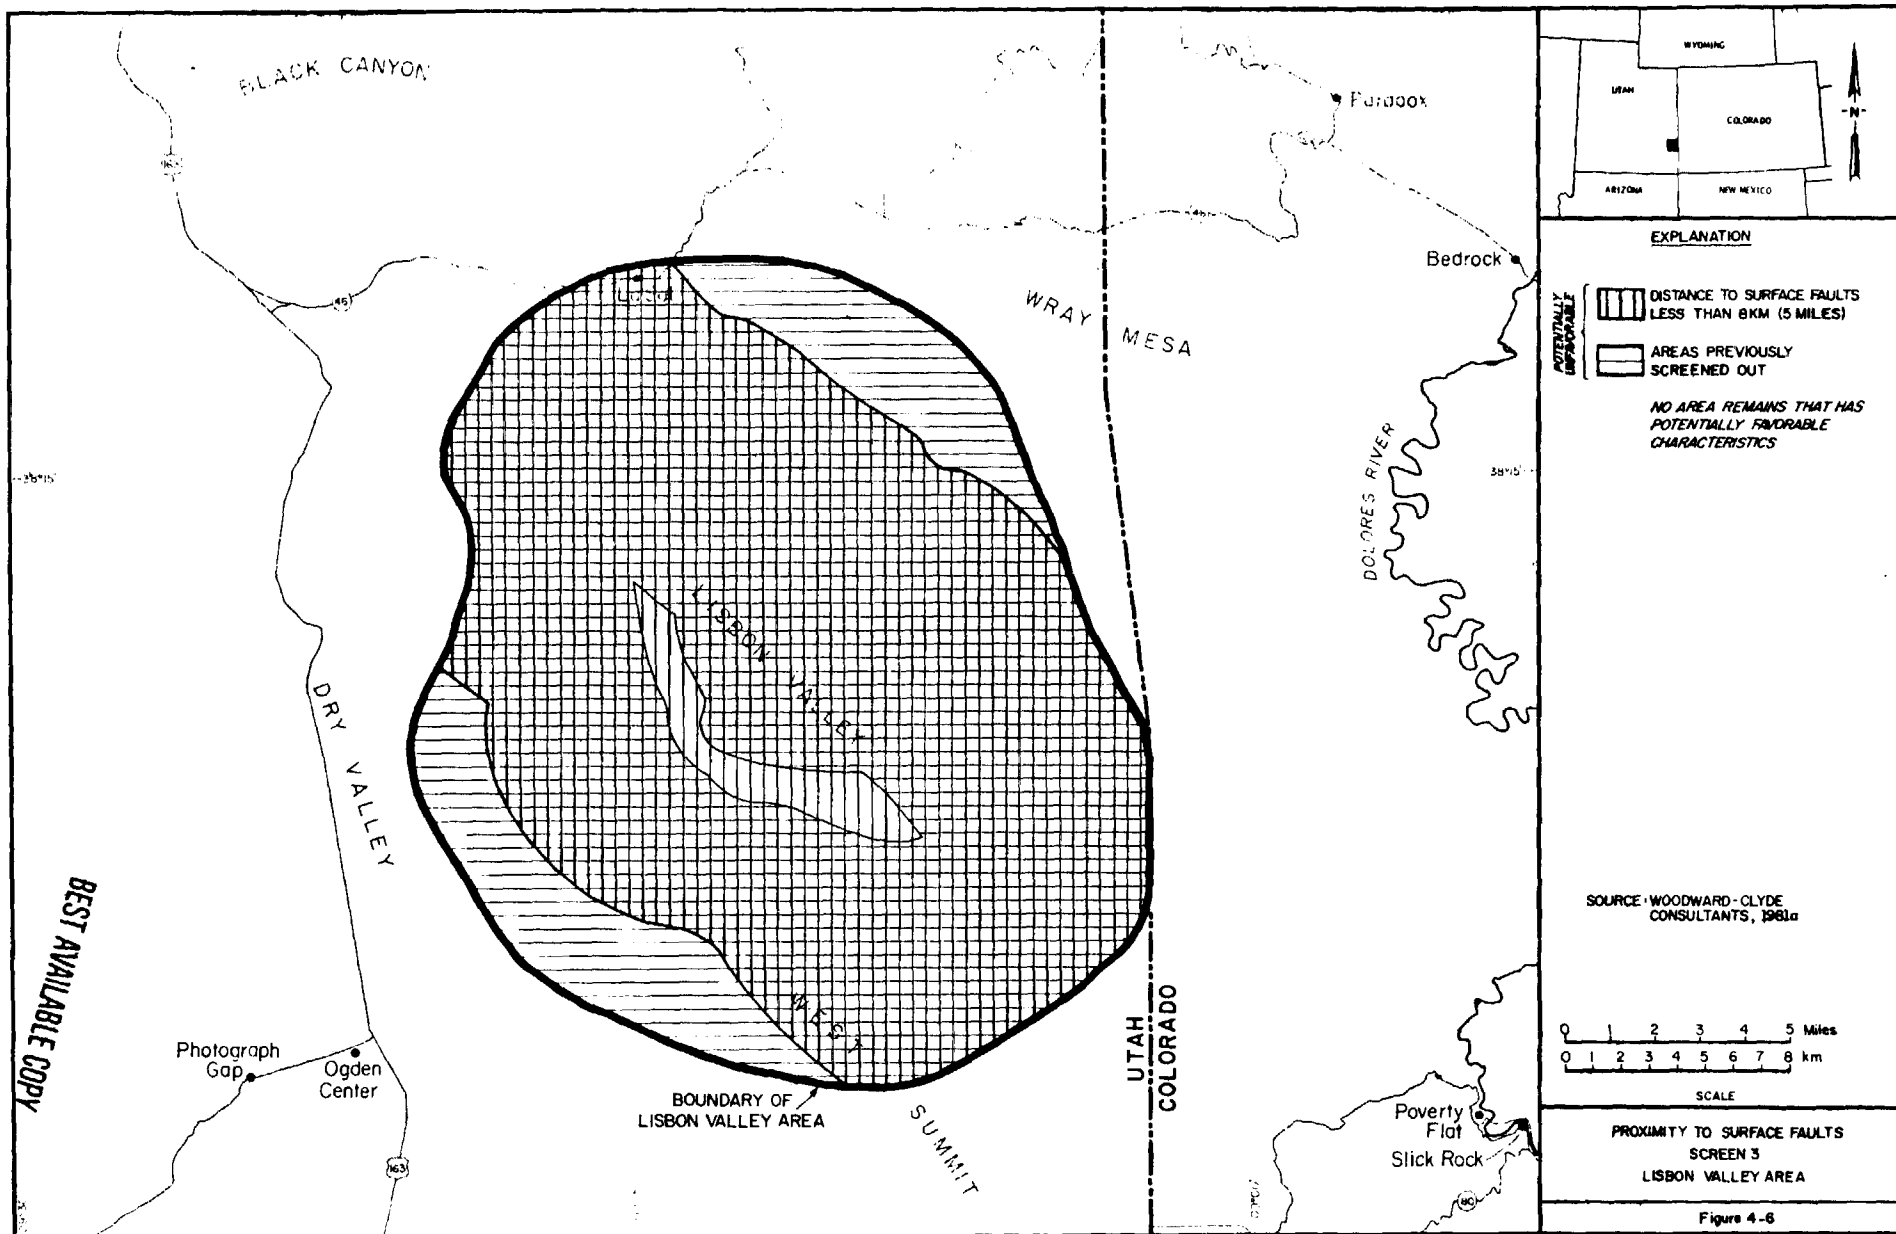 BLACK CANYON
163
46
Paradox
46
Bedrock
WRAY MESA
38°15'
38°15'
DOLORES RIVER
LISBON VALLEY
DRY VALLEY
BEST AVAILABLE COPY
Photograph
Gap
Ogden
Center
163
BOUNDARY OF
LISBON VALLEY AREA
WEST
SUMMIT
UTAH
COLORADO
Poverty
Flat
Slick Rock
80
WYOMING
UTAH
COLORADO
ARIZONA
NEW MEXICO
N
EXPLANATION
POTENTIALLY
UNFAVORABLE
DISTANCE TO SURFACE FAULTS
LESS THAN 8KM (5 MILES)
AREAS PREVIOUSLY
SCREENED OUT
NO AREA REMAINS THAT HAS
POTENTIALLY FAVORABLE
CHARACTERISTICS
SOURCE: WOODWARD-CLYDE
CONSULTANTS, 1981a
0 1 2 3 4 5 Miles
0 1 2 3 4 5 6 7 8 km
SCALE
PROXIMITY TO SURFACE FAULTS
SCREEN 3
LISBON VALLEY AREA
Figure 4-6